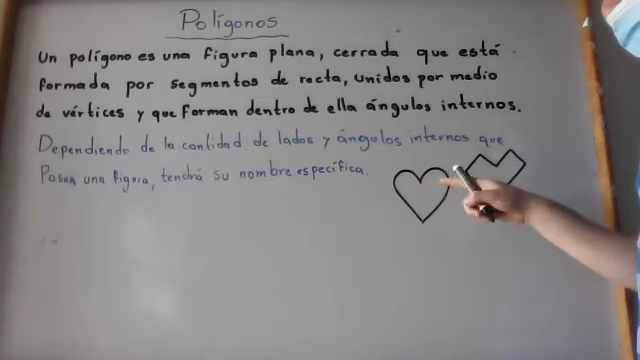 Polígonos
Un polígono es una figura plana, cerrada que está
formada por segmentos de recta, unidos por medio
de vértices y que forman dentro de ella ángulos internos.
Dependiendo de la cantidad de lados y ángulos internos que
Posea una figura, tendrá su nombre específica.